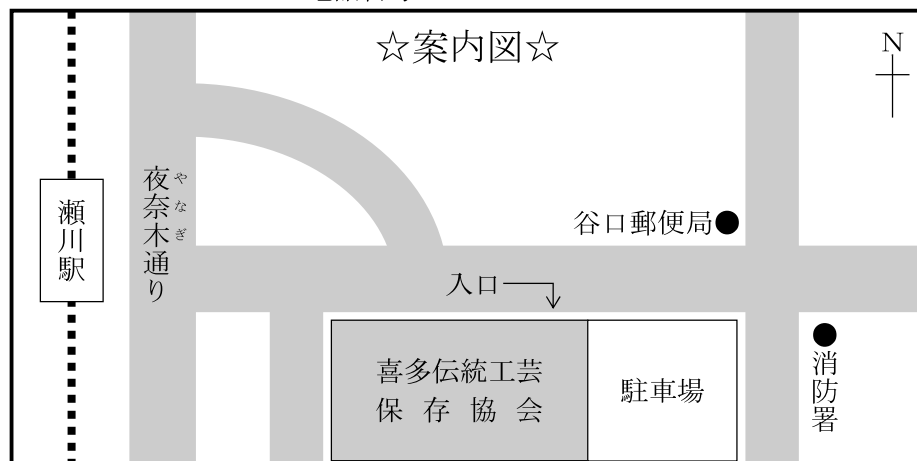 ☆案内図☆
N
夜奈木通り
やなぎ
瀬川駅
谷口郵便局
入口
喜多伝統工芸
保存協会
駐車場
消防署